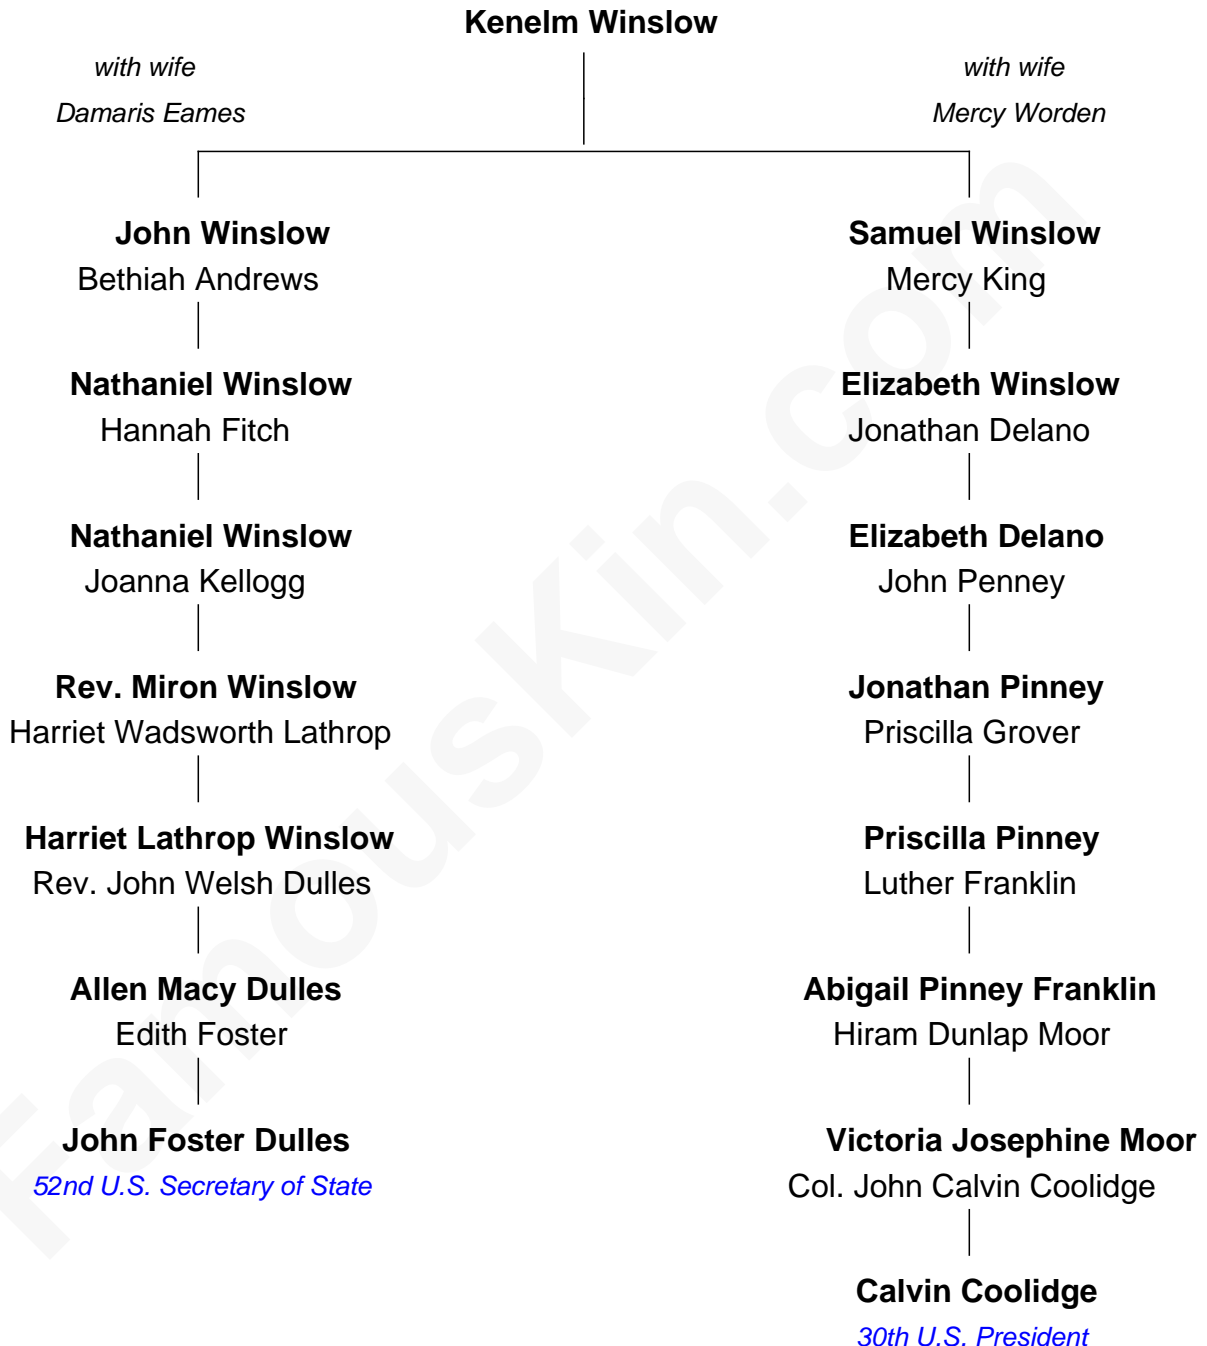 Kenelm Winslow
with wife
Damaris Eames
with wife
Mercy Worden
John Winslow
Bethiah Andrews
Samuel Winslow
Mercy King
Nathaniel Winslow
Hannah Fitch
Elizabeth Winslow
Jonathan Delano
Nathaniel Winslow
Joanna Kellogg
Elizabeth Delano
John Penney
Rev. Miron Winslow
Harriet Wadsworth Lathrop
Jonathan Pinney
Priscilla Grover
Harriet Lathrop Winslow
Rev. John Welsh Dulles
Priscilla Pinney
Luther Franklin
Allen Macy Dulles
Edith Foster
Abigail Pinney Franklin
Hiram Dunlap Moor
John Foster Dulles
52nd U.S. Secretary of State
Victoria Josephine Moor
Col. John Calvin Coolidge
Calvin Coolidge
30th U.S. President
FamousKin.com